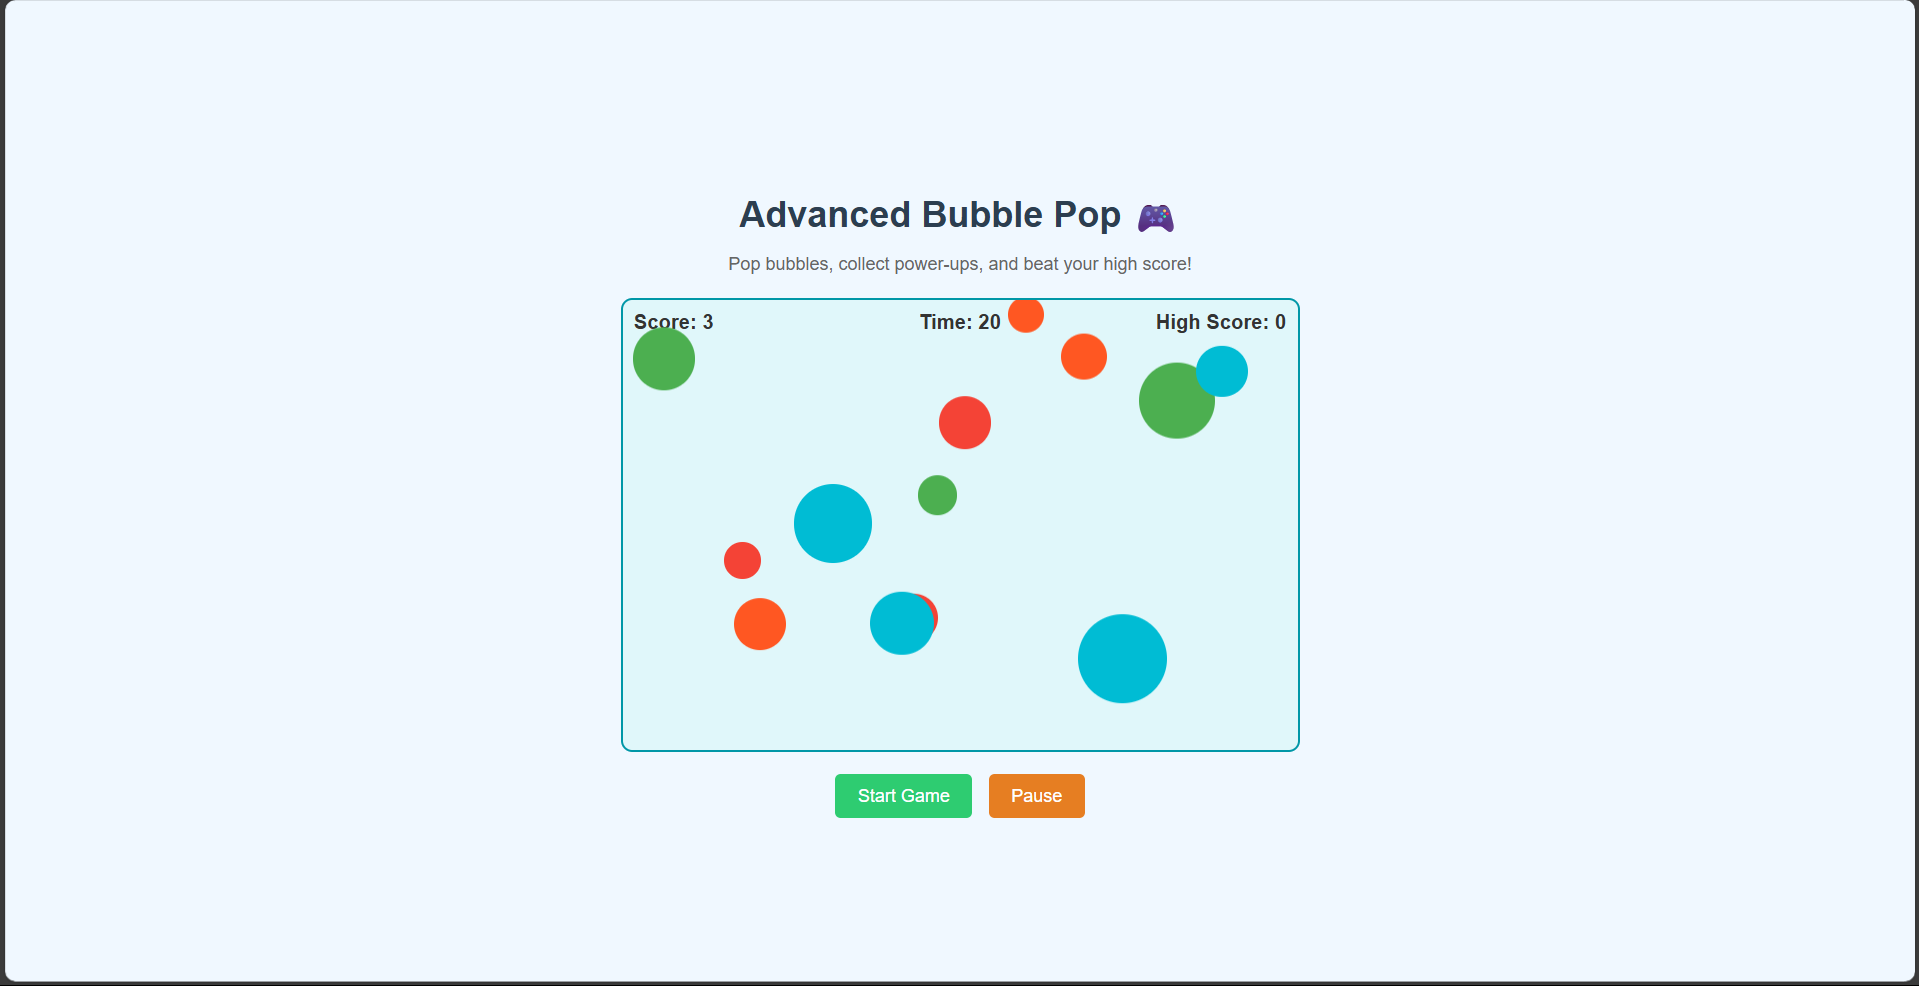 Advanced Bubble Pop 🎮
Pop bubbles, collect power-ups, and beat your high score!
Score: 3
Time: 20
High Score: 0
Start Game
Pause